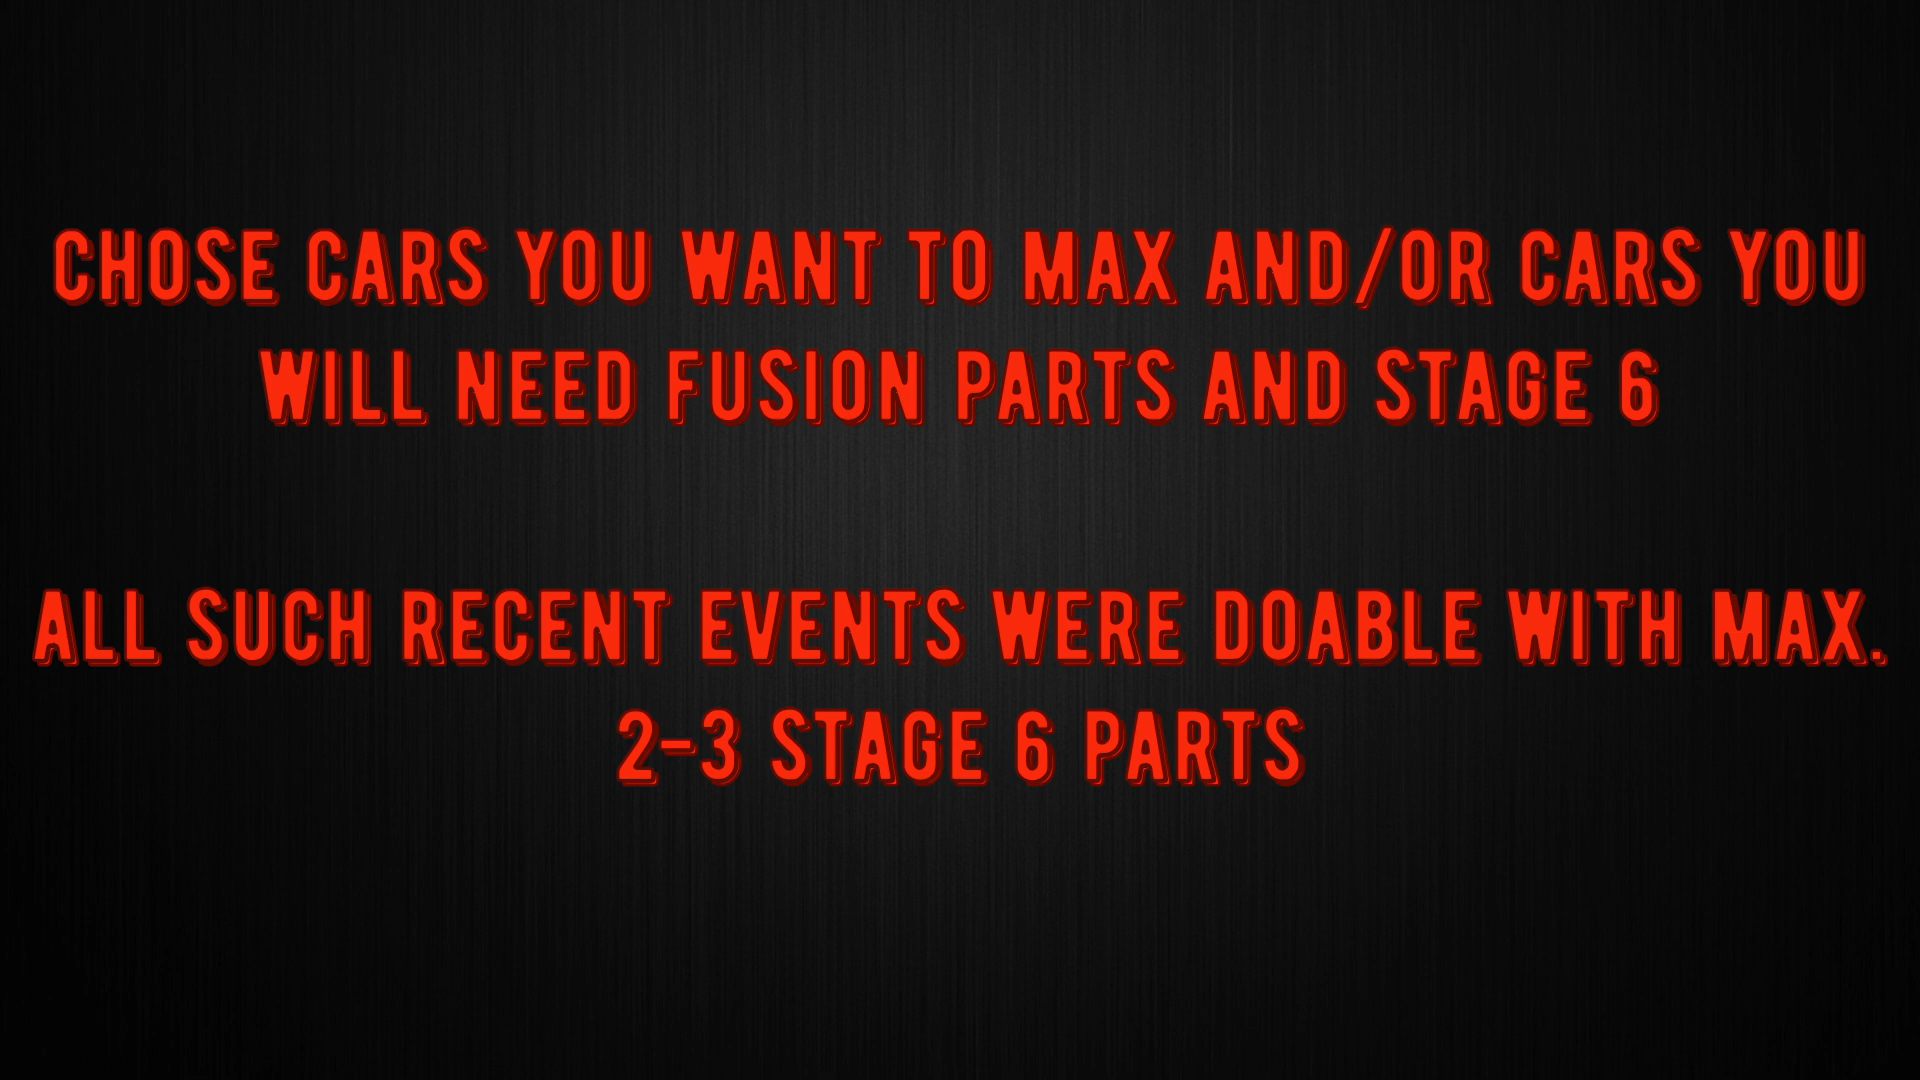 CHOSE CARS YOU WANT TO MAX AND/OR CARS YOU
WILL NEED FUSION PARTS AND STAGE 6
ALL SUCH RECENT EVENTS WERE DOABLE WITH MAX.
2-3 STAGE 6 PARTS